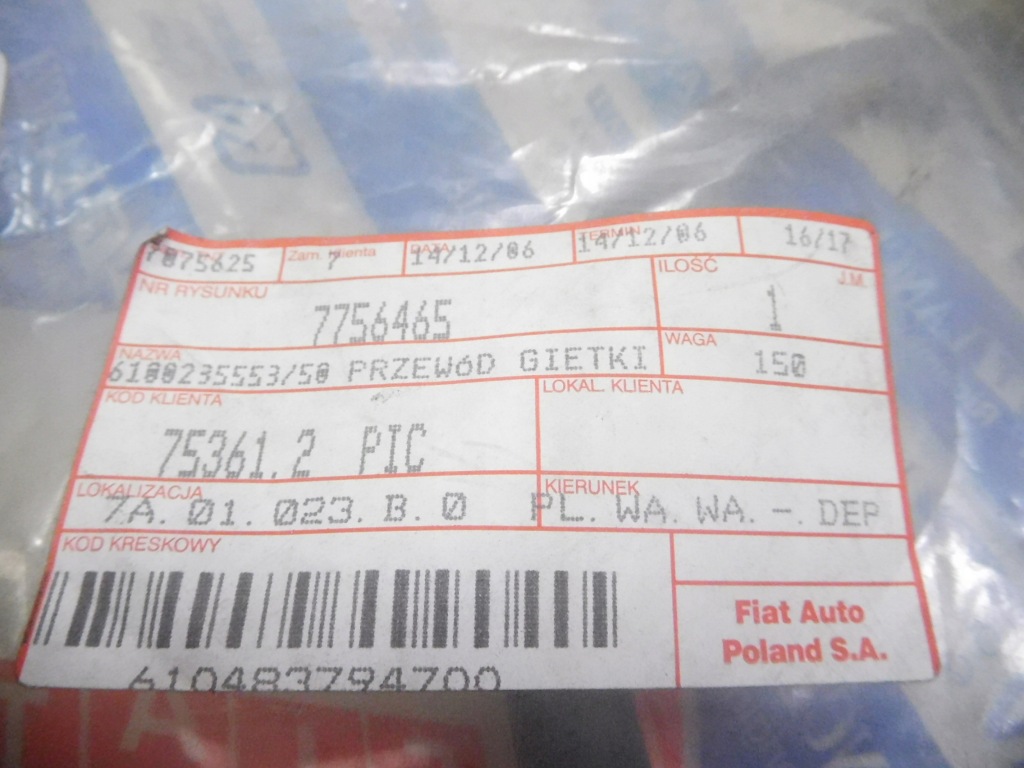 7875625 Zam. Klienta 7 DATA 14/12/06 TERMIN 14/12/06 16/17
NR RYSUNKU
7756465
ILOŚĆ
J.M.
1
NAZWA
6100235553/50 PRZEWóD GIETKI
WAGA
150
KOD KLIENTA
75361.2 PIC
LOKAL. KLIENTA
LOKALIZACJA
7A. 01. 023. B. 0
KIERUNEK
PL. WA. WA. -. DEP
KOD KRESKOWY
610483794700
Fiat Auto
Poland S.A.